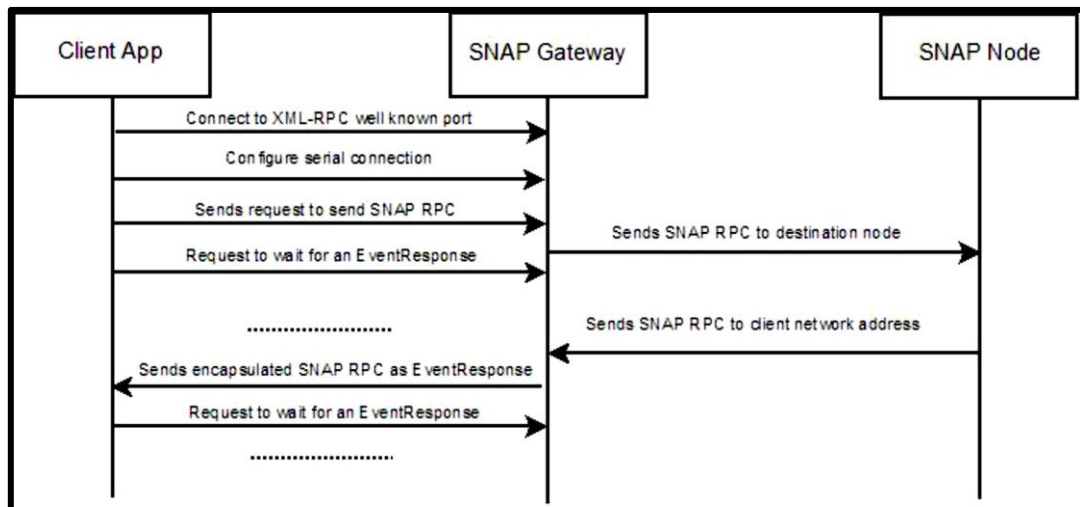 Client App
SNAP Gateway
SNAP Node
Connect to XML-RPC well known port
Configure serial connection
Sends request to send SNAP RPC
Sends SNAP RPC to destination node
Request to wait for an EventResponse
Sends SNAP RPC to client network address
Sends encapsulated SNAP RPC as EventResponse
Request to wait for an EventResponse